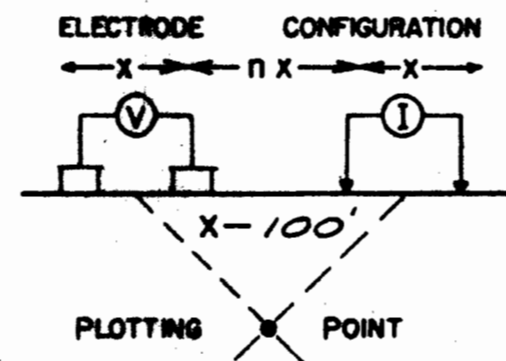 ELECTRODE CONFIGURATION
X n X X
V I
X - 100'
PLOTTING POINT